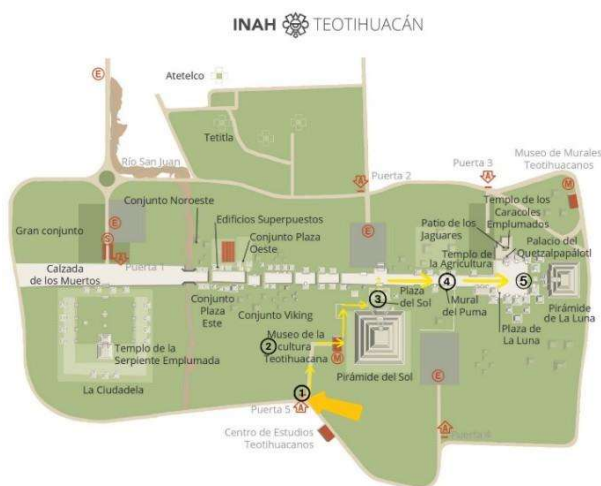 INAH TEOTIHUACÁN
E
Atetelco
Tetitla
Río San Juan
Puerta 2
A
Puerta 3
A
Museo de Murales
Teotihuacanos
M
Conjunto Noroeste
Gran conjunto
E
S
A
Puerta 1
Edificios Superpuestos
Conjunto Plaza
Oeste
E
Templo de los
Caracoles
Emplumados
Patio de los
Jaguares
Palacio del
Quetzalpapálotl
Templo de
la Agricultura
Calzada
de los Muertos
Plaza
del Sol
3
4
5
Mural
del Puma
Plaza de
La Luna
Pirámide
de La Luna
Conjunto
Plaza
Este
Conjunto Viking
Museo de la
cultura
Teotihuacana
2
M
Templo de la
Serpiente Emplumada
La Ciudadela
Pirámide del Sol
E
1
Puerta 5
A
Centro de Estudios
Teotihuacanos
A
Puerta 4